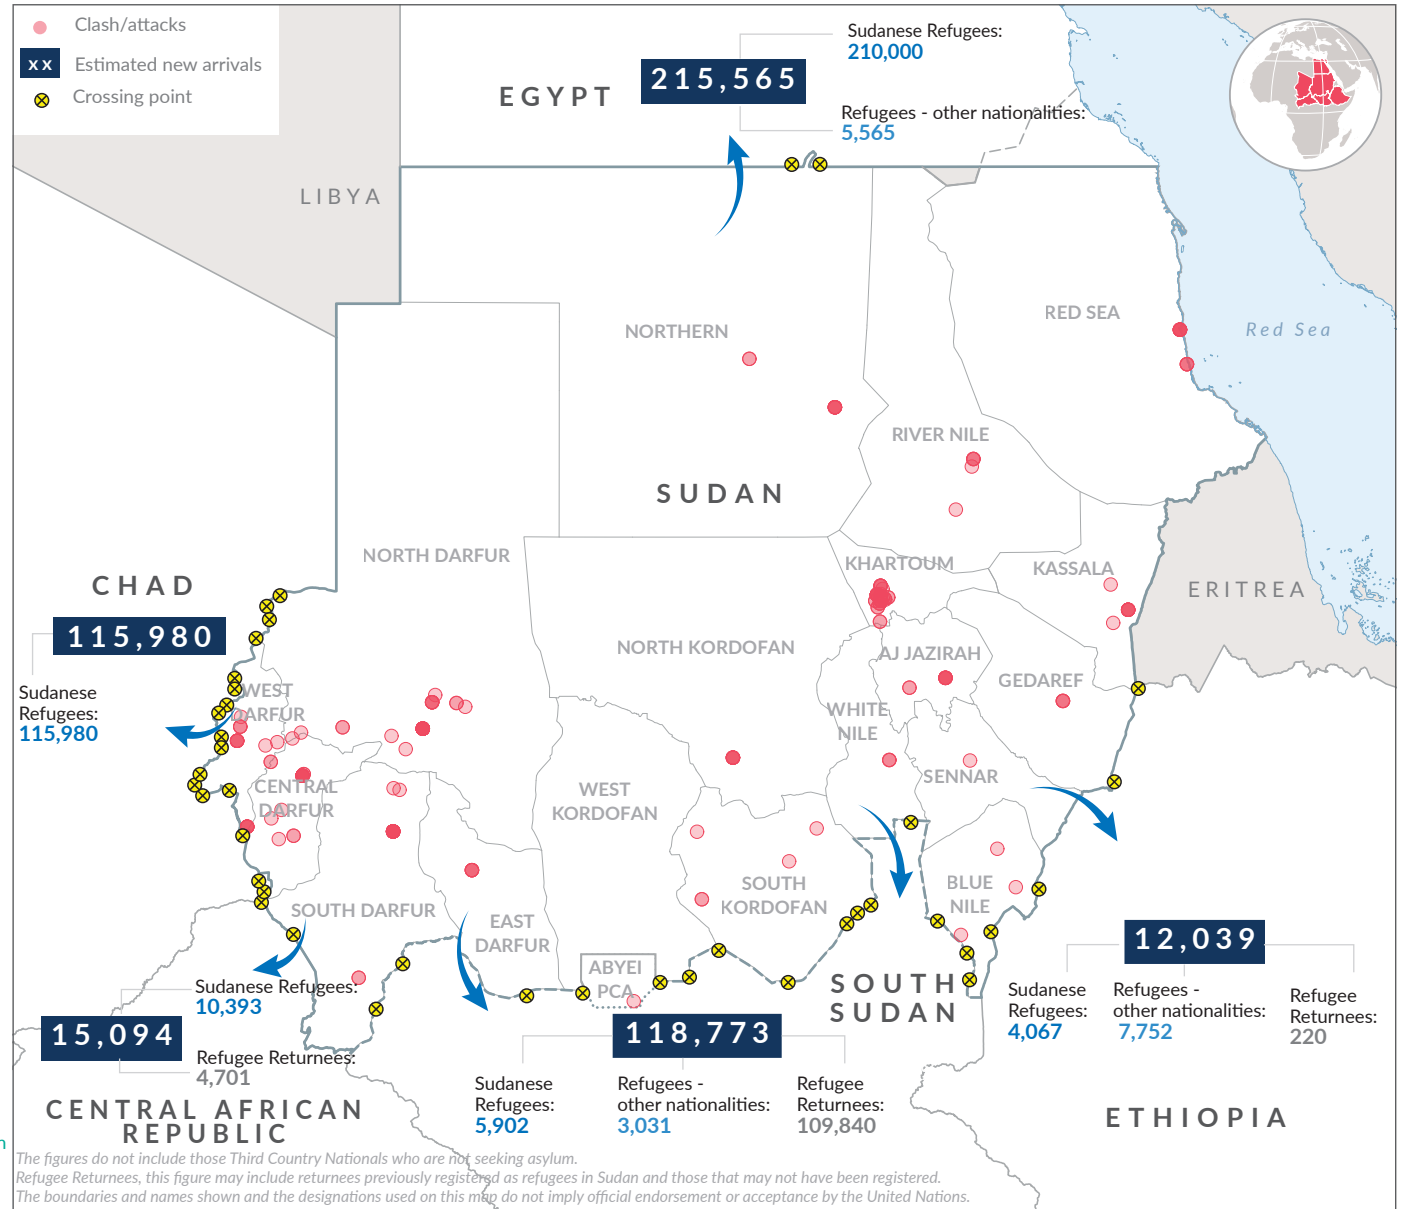 Clash/attacks
xx Estimated new arrivals
Crossing point
EGYPT
215,565
Sudanese Refugees:
210,000
Refugees - other nationalities:
5,565
LIBYA
NORTHERN
RED SEA
Red Sea
RIVER NILE
SUDAN
NORTH DARFUR
KHARTOUM
KASSALA
ERITREA
CHAD
115,980
Sudanese
Refugees:
115,980
NORTH KORDOFAN
AJ JAZIRAH
GEDAREF
WEST
DARFUR
WHITE
NILE
SENNAR
CENTRAL
DARFUR
WEST
KORDOFAN
SOUTH
KORDOFAN
BLUE
NILE
SOUTH DARFUR
EAST
DARFUR
ABYEI
PCA
SOUTH
SUDAN
12,039
Sudanese
Refugees:
4,067
Refugees -
other nationalities:
7,752
Refugee
Returnees:
220
Sudanese Refugees:
10,393
15,094
Refugee Returnees:
4,701
118,773
Sudanese
Refugees:
5,902
Refugees -
other nationalities:
3,031
Refugee
Returnees:
109,840
CENTRAL AFRICAN
REPUBLIC
ETHIOPIA
The figures do not include those Third Country Nationals who are not seeking asylum.
Refugee Returnees, this figure may include returnees previously registered as refugees in Sudan and those that may not have been registered.
The boundaries and names shown and the designations used on this map do not imply official endorsement or acceptance by the United Nations.